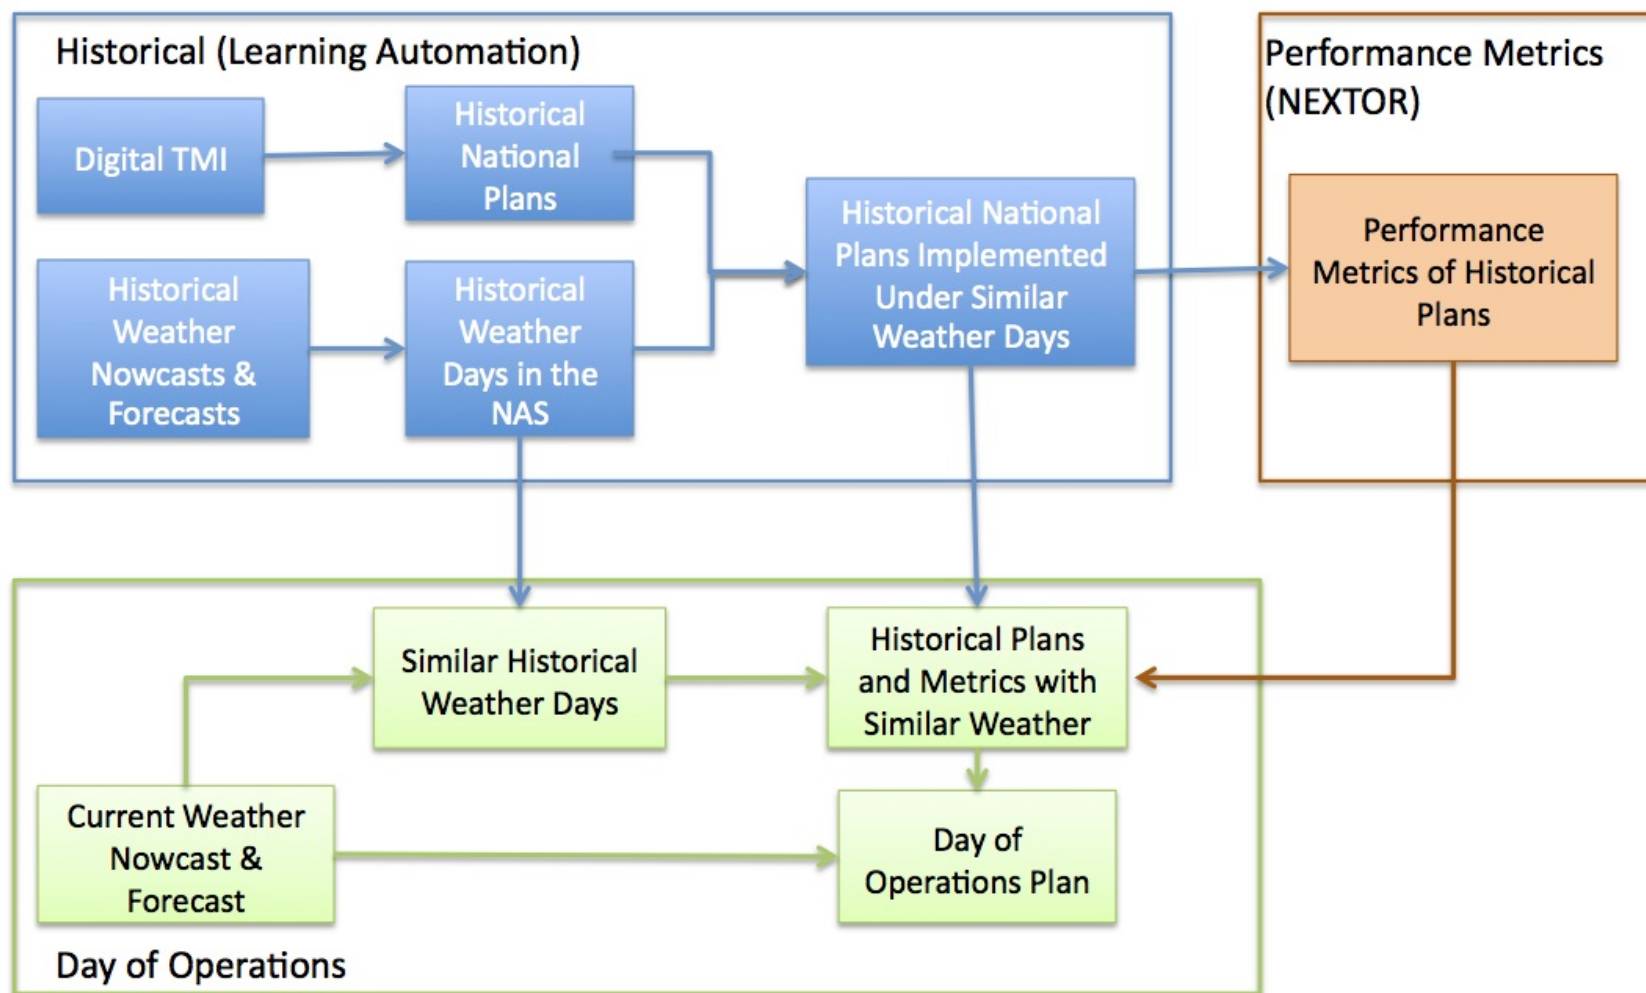 Historical (Learning Automation)
Digital TMI
Historical
National
Plans
Historical
Weather
Nowcasts &
Forecasts
Historical
Weather
Days in the
NAS
Historical National
Plans Implemented
Under Similar
Weather Days
Performance Metrics
(NEXTOR)
Performance
Metrics of Historical
Plans
Similar Historical
Weather Days
Historical Plans
and Metrics with
Similar Weather
Current Weather
Nowcast &
Forecast
Day of
Operations Plan
Day of Operations